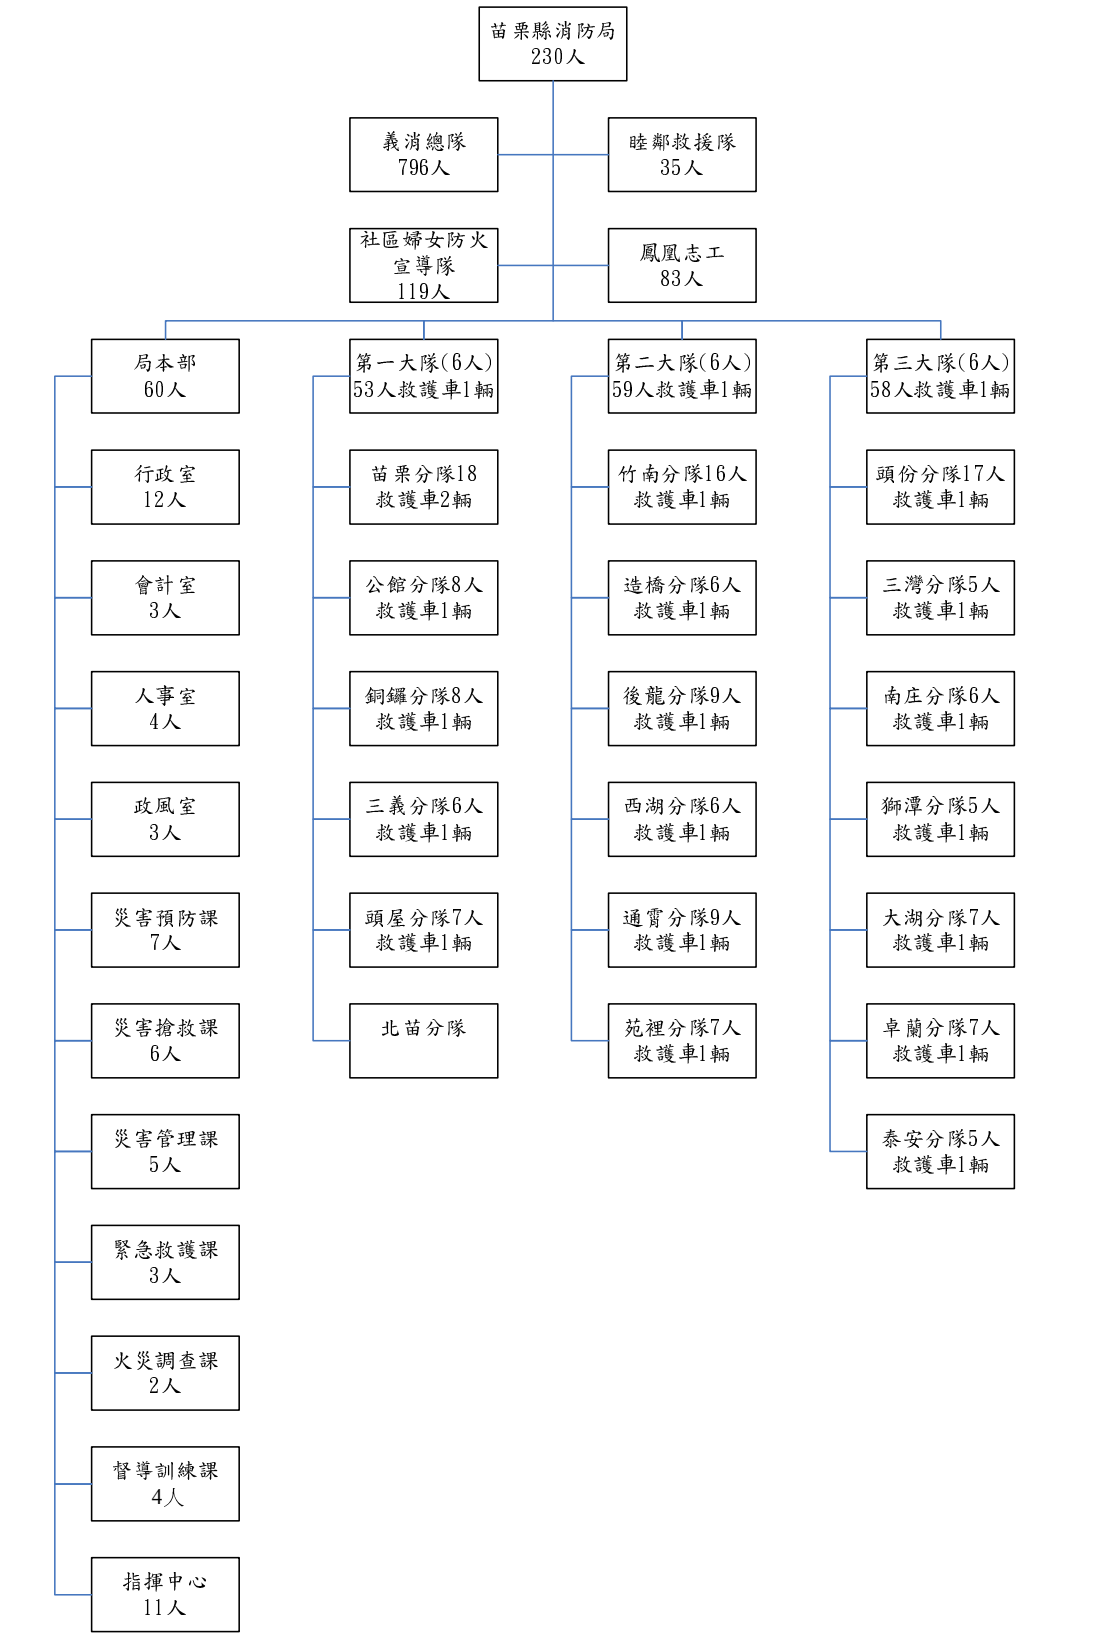 苗栗縣消防局
230人
義消總隊
796人
睦鄰救援隊
35人
社區婦女防火
宣導隊
119人
鳳凰志工
83人
局本部
60人
行政室
12人
會計室
3人
人事室
4人
政風室
3人
災害預防課
7人
災害搶救課
6人
災害管理課
5人
緊急救護課
3人
火災調查課
2人
督導訓練課
4人
指揮中心
11人
第一大隊(6人)
53人救護車1輛
苗栗分隊18
救護車2輛
公館分隊8人
救護車1輛
銅鑼分隊8人
救護車1輛
三義分隊6人
救護車1輛
頭屋分隊7人
救護車1輛
北苗分隊
第二大隊(6人)
59人救護車1輛
竹南分隊16人
救護車1輛
造橋分隊6人
救護車1輛
後龍分隊9人
救護車1輛
西湖分隊6人
救護車1輛
通霄分隊9人
救護車1輛
苑裡分隊7人
救護車1輛
第三大隊(6人)
58人救護車1輛
頭份分隊17人
救護車1輛
三灣分隊5人
救護車1輛
南庄分隊6人
救護車1輛
獅潭分隊5人
救護車1輛
大湖分隊7人
救護車1輛
卓蘭分隊7人
救護車1輛
泰安分隊5人
救護車1輛